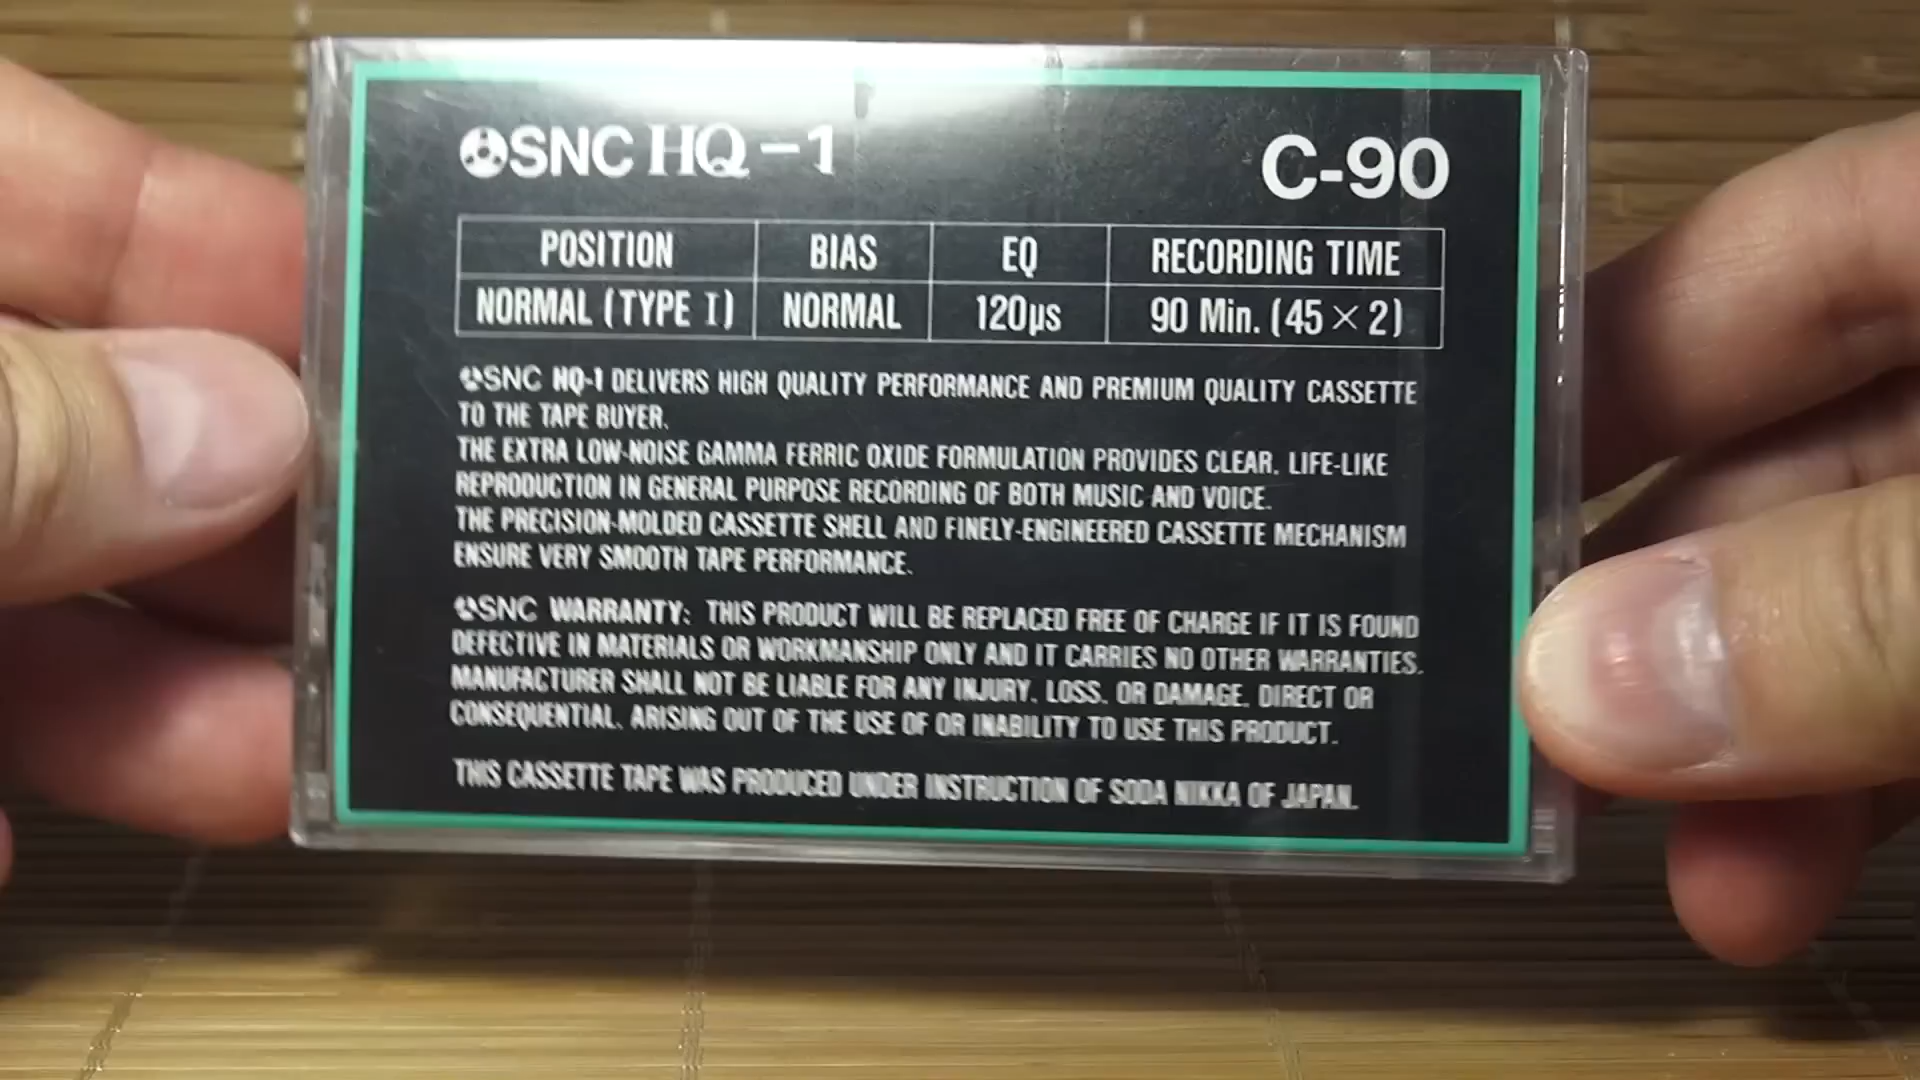 SNC HQ-1
C-90
POSITION BIAS EQ RECORDING TIME
NORMAL (TYPE I) NORMAL 120µs 90 Min. (45 × 2)
SNC HQ-1 DELIVERS HIGH QUALITY PERFORMANCE AND PREMIUM QUALITY CASSETTE
TO THE TAPE BUYER.
THE EXTRA LOW-NOISE GAMMA FERRIC OXIDE FORMULATION PROVIDES CLEAR, LIFE-LIKE
REPRODUCTION IN GENERAL PURPOSE RECORDING OF BOTH MUSIC AND VOICE.
THE PRECISION-MOLDED CASSETTE SHELL AND FINELY-ENGINEERED CASSETTE MECHANISM
ENSURE VERY SMOOTH TAPE PERFORMANCE.
SNC WARRANTY: THIS PRODUCT WILL BE REPLACED FREE OF CHARGE IF IT IS FOUND
DEFECTIVE IN MATERIALS OR WORKMANSHIP ONLY AND IT CARRIES NO OTHER WARRANTIES.
MANUFACTURER SHALL NOT BE LIABLE FOR ANY INJURY, LOSS, OR DAMAGE, DIRECT OR
CONSEQUENTIAL, ARISING OUT OF THE USE OF OR INABILITY TO USE THIS PRODUCT.
THIS CASSETTE TAPE WAS PRODUCED UNDER INSTRUCTION OF SODA NIKKA OF JAPAN.